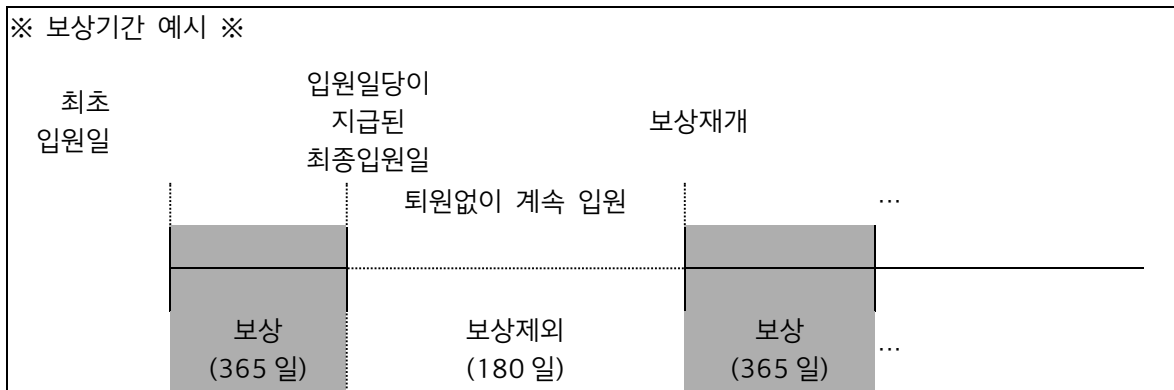 ※ 보상기간 예시 ※
최초
입원일
입원일당이
지급된
최종입원일
보상재개
퇴원없이 계속 입원
…
보상
(365 일)
보상제외
(180 일)
보상
(365 일)
…